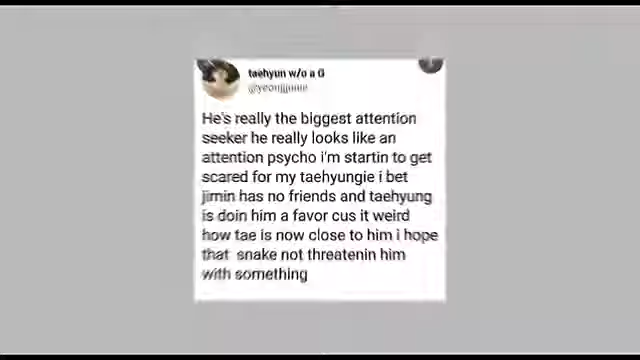 taehyun w/o a G
He's really the biggest attention
seeker he really looks like an
attention psycho i'm startin to get
scared for my taehyungie i bet
jimin has no friends and taehyung
is doin him a favor cus it weird
how tae is now close to him i hope
that snake not threatenin him
with something